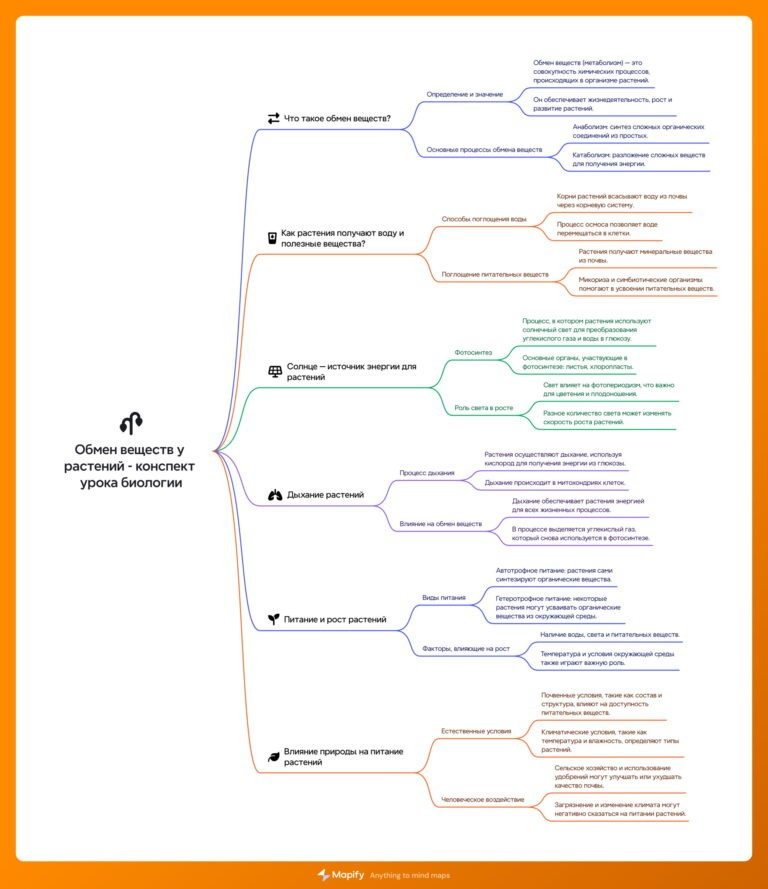 Обмен веществ у
растений - конспект
урока биологии
Что такое обмен веществ?
Определение и значение
Обмен веществ (метаболизм) — это
совокупность химических процессов,
происходящих в организме растений.
Он обеспечивает жизнедеятельность, рост и
развитие растений.
Основные процессы обмена веществ
Анаболизм: синтез сложных органических
соединений из простых.
Катаболизм: разложение сложных веществ
для получения энергии.
Как растения получают воду и
полезные вещества?
Способы поглощения воды
Корни растений всасывают воду из почвы
через корневую систему.
Процесс осмоса позволяет воде
перемещаться в клетки.
Поглощение питательных веществ
Растения получают минеральные вещества
из почвы.
Микориза и симбиотические организмы
помогают в усвоении питательных веществ.
Солнце — источник энергии для
растений
Фотосинтез
Процесс, в котором растения используют
солнечный свет для преобразования
углекислого газа и воды в глюкозу.
Основные органы, участвующие в
фотосинтезе: листья, хлоропласты.
Роль света в росте
Свет влияет на фотопериодизм, что важно
для цветения и плодоношения.
Разное количество света может изменять
скорость роста растений.
Дыхание растений
Процесс дыхания
Растения осуществляют дыхание, используя
кислород для получения энергии из глюкозы.
Дыхание происходит в митохондриях клеток.
Влияние на обмен веществ
Дыхание обеспечивает растения энергией
для всех жизненных процессов.
В процессе выделяется углекислый газ,
который снова используется в фотосинтезе.
Питание и рост растений
Виды питания
Автотрофное питание: растения сами
синтезируют органические вещества.
Гетеротрофное питание: некоторые
растения могут усваивать органические
вещества из окружающей среды.
Факторы, влияющие на рост
Наличие воды, света и питательных веществ.
Температура и условия окружающей среды
также играют важную роль.
Влияние природы на питание
растений
Естественные условия
Почвенные условия, такие как состав и
структура, влияют на доступность
питательных веществ.
Климатические условия, такие как
температура и влажность, определяют типы
растений.
Человеческое воздействие
Сельское хозяйство и использование
удобрений могут улучшать или ухудшать
качество почвы.
Загрязнение и изменение климата могут
негативно сказаться на питании растений.
Mapify Anything to mind maps